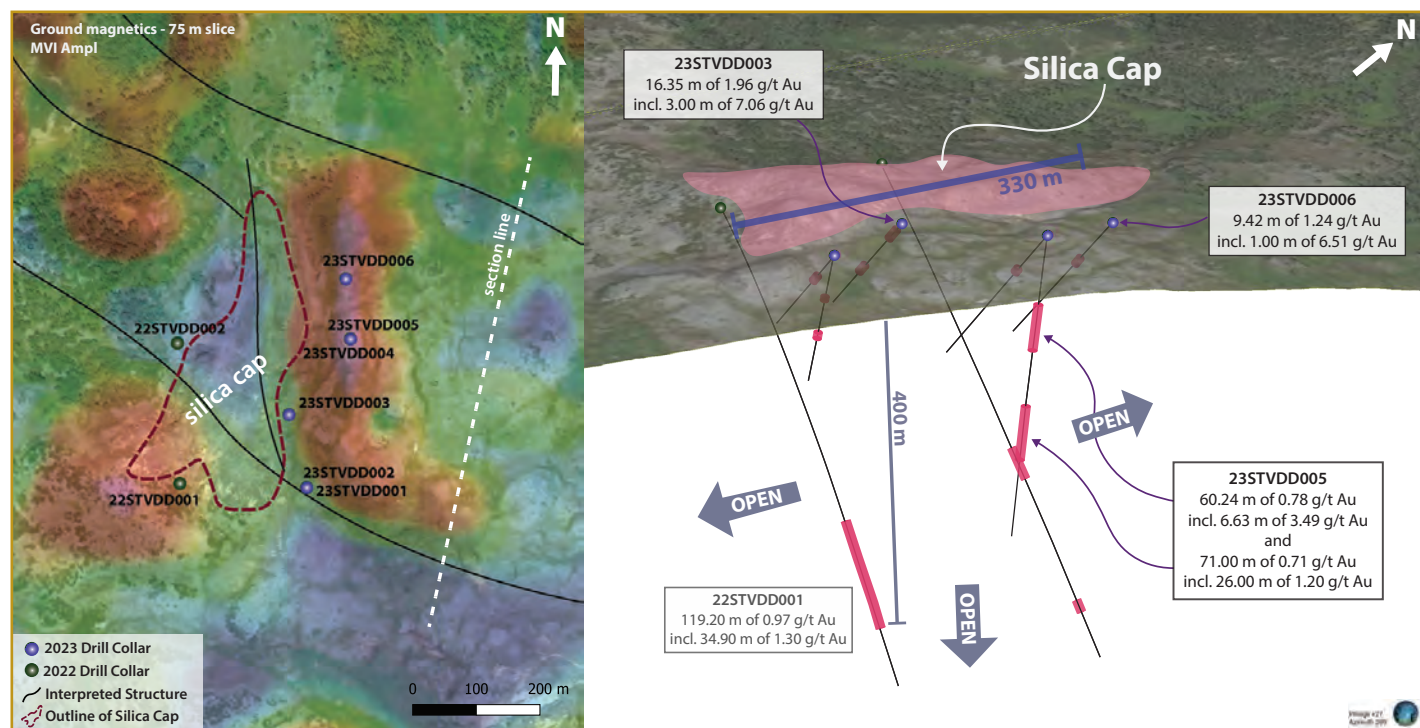 Ground magnetics - 75 m slice
MVI Ampl
N
23STVDD006
22STVDD002
23STVDD005
23STVDD004
silica cap
23STVDD003
23STVDD002
23STVDD001
22STVDD001
section line
2023 Drill Collar
2022 Drill Collar
Interpreted Structure
Outline of Silica Cap
0 100 200 m
N
23STVDD003
16.35 m of 1.96 g/t Au
incl. 3.00 m of 7.06 g/t Au
Silica Cap
330 m
23STVDD006
9.42 m of 1.24 g/t Au
incl. 1.00 m of 6.51 g/t Au
400 m
OPEN
OPEN
OPEN
23STVDD005
60.24 m of 0.78 g/t Au
incl. 6.63 m of 3.49 g/t Au
and
71.00 m of 0.71 g/t Au
incl. 26.00 m of 1.20 g/t Au
22STVDD001
119.20 m of 0.97 g/t Au
incl. 34.90 m of 1.30 g/t Au